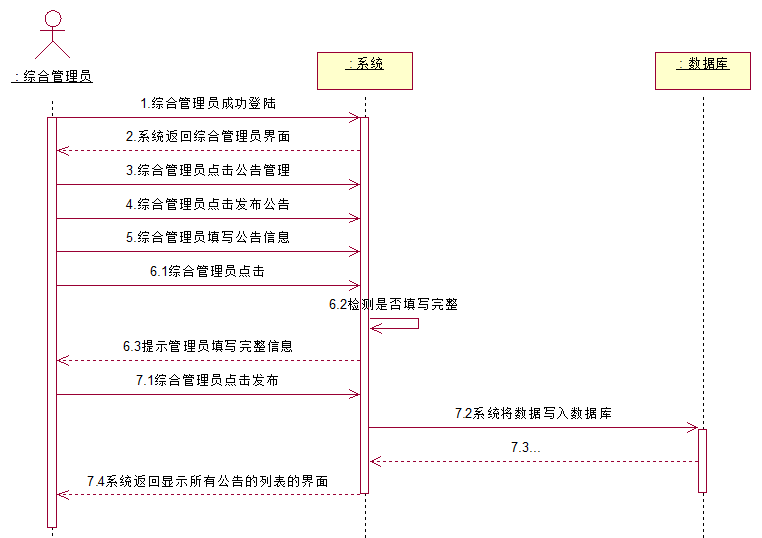 : 综合管理员
: 系统
: 数据库
1.综合管理员成功登陆
2.系统返回综合管理员界面
3.综合管理员点击公告管理
4.综合管理员点击发布公告
5.综合管理员填写公告信息
6.1综合管理员点击
6.2检测是否填写完整
6.3提示管理员填写完整信息
7.1综合管理员点击发布
7.2系统将数据写入数据库
7.3...
7.4系统返回显示所有公告的列表的界面